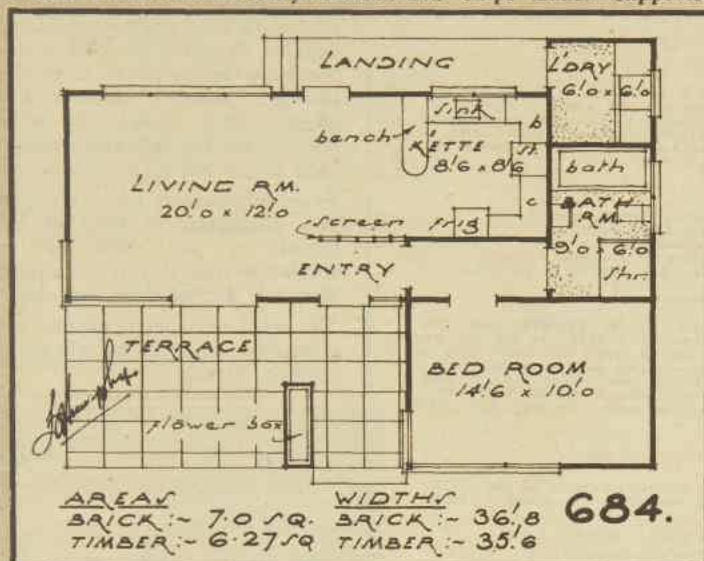 LANDING
L'DRY
6'.0 x 6'.0
sink
b
bench
K'ETTE
8'.6 x 8'.6
st.
bath
LIVING RM.
20'.0 x 12'.0
c
BATH
RM.
screen
frig
9'.0 x 6'.0
ENTRY
shr.
TERRACE
BED ROOM
14'.6 x 10'.0
flower box
AREAS
BRICK:- 7.0 SQ.
TIMBER:- 6.27 SQ
WIDTHS
BRICK:- 36'.8
TIMBER:- 35'.6
684.